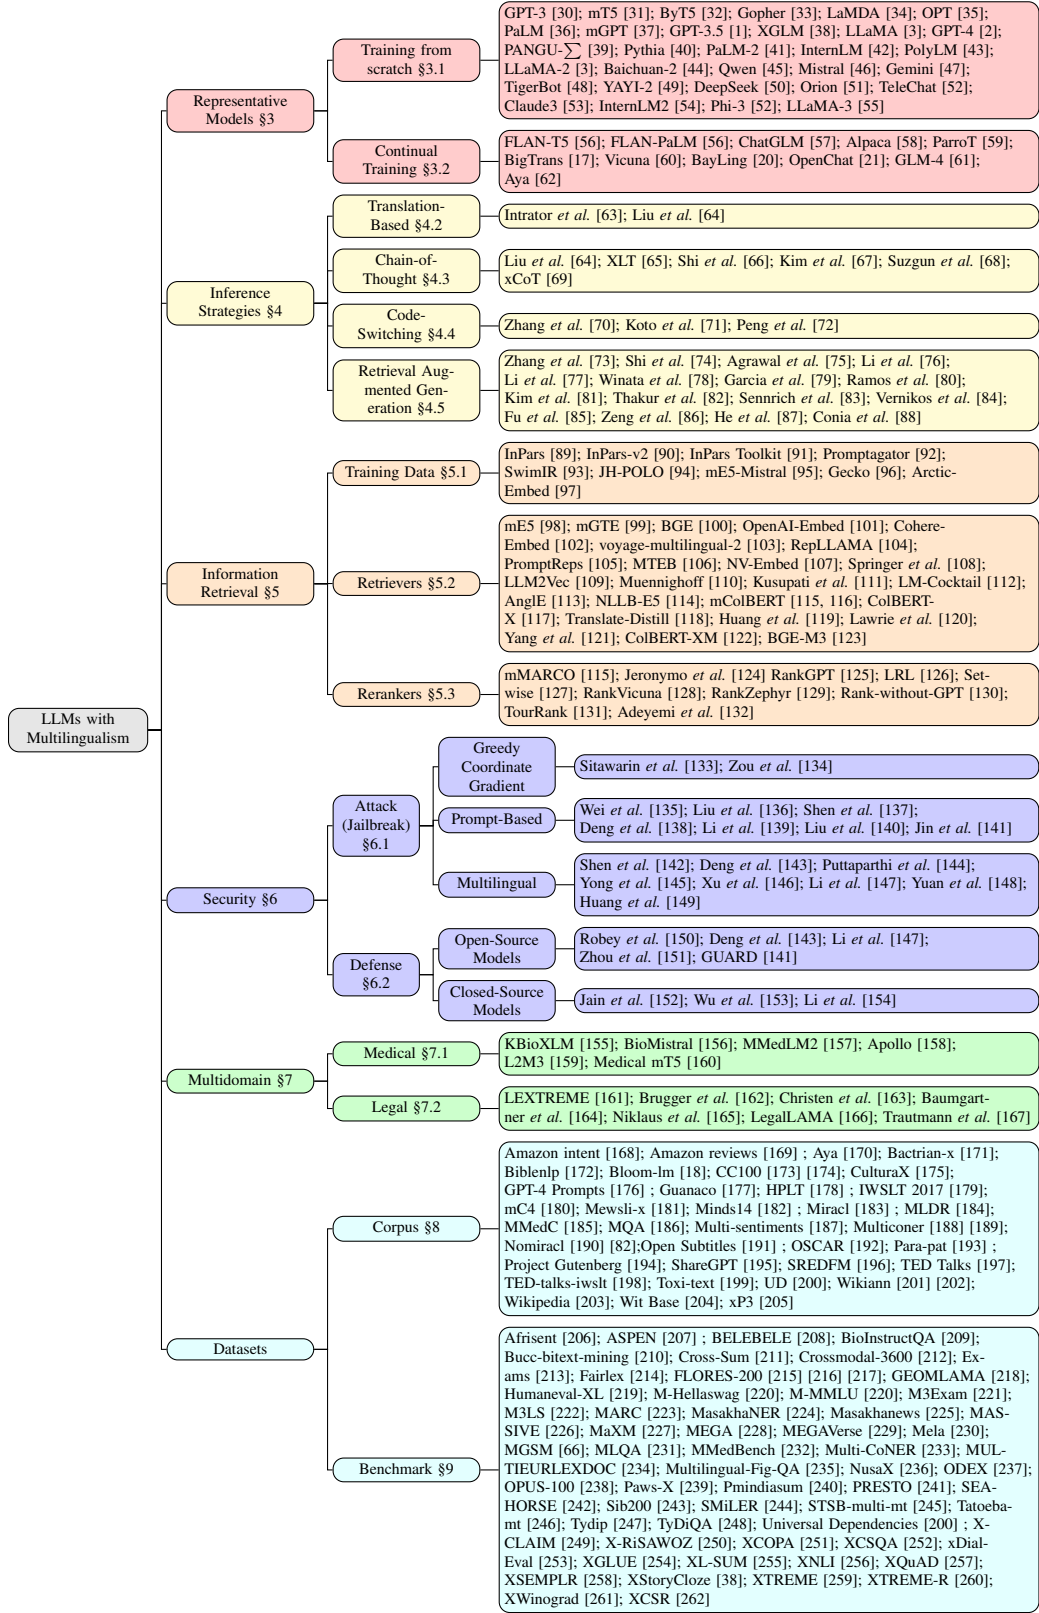 LLMs with
Multilingualism
Representative
Models §3
Training from
scratch §3.1
GPT-3 [30]; mT5 [31]; ByT5 [32]; Gopher [33]; LaMDA [34]; OPT [35];
PaLM [36]; mGPT [37]; GPT-3.5 [1]; XGLM [38]; LLaMA [3]; GPT-4 [2];
PANGU-∑ [39]; Pythia [40]; PaLM-2 [41]; InternLM [42]; PolyLM [43];
LLaMA-2 [3]; Baichuan-2 [44]; Qwen [45]; Mistral [46]; Gemini [47];
TigerBot [48]; YAYI-2 [49]; DeepSeek [50]; Orion [51]; TeleChat [52];
Claude3 [53]; InternLM2 [54]; Phi-3 [52]; LLaMA-3 [55]
Continual
Training §3.2
FLAN-T5 [56]; FLAN-PaLM [56]; ChatGLM [57]; Alpaca [58]; ParroT [59];
BigTrans [17]; Vicuna [60]; BayLing [20]; OpenChat [21]; GLM-4 [61];
Aya [62]
Inference
Strategies §4
Translation-
Based §4.2
Intrator et al. [63]; Liu et al. [64]
Chain-of-
Thought §4.3
Liu et al. [64]; XLT [65]; Shi et al. [66]; Kim et al. [67]; Suzgun et al. [68];
xCoT [69]
Code-
Switching §4.4
Zhang et al. [70]; Koto et al. [71]; Peng et al. [72]
Retrieval Aug-
mented Gen-
eration §4.5
Zhang et al. [73]; Shi et al. [74]; Agrawal et al. [75]; Li et al. [76];
Li et al. [77]; Winata et al. [78]; Garcia et al. [79]; Ramos et al. [80];
Kim et al. [81]; Thakur et al. [82]; Sennrich et al. [83]; Vernikos et al. [84];
Fu et al. [85]; Zeng et al. [86]; He et al. [87]; Conia et al. [88]
Information
Retrieval §5
Training Data §5.1
InPars [89]; InPars-v2 [90]; InPars Toolkit [91]; Promptagator [92];
SwimIR [93]; JH-POLO [94]; mE5-Mistral [95]; Gecko [96]; Arctic-
Embed [97]
Retrievers §5.2
mE5 [98]; mGTE [99]; BGE [100]; OpenAI-Embed [101]; Cohere-
Embed [102]; voyage-multilingual-2 [103]; RepLLAMA [104];
PromptReps [105]; MTEB [106]; NV-Embed [107]; Springer et al. [108];
LLM2Vec [109]; Muennighoff [110]; Kusupati et al. [111]; LM-Cocktail [112];
AnglE [113]; NLLB-E5 [114]; mColBERT [115, 116]; ColBERT-
X [117]; Translate-Distill [118]; Huang et al. [119]; Lawrie et al. [120];
Yang et al. [121]; ColBERT-XM [122]; BGE-M3 [123]
Rerankers §5.3
mMARCO [115]; Jeronymo et al. [124] RankGPT [125]; LRL [126]; Set-
wise [127]; RankVicuna [128]; RankZephyr [129]; Rank-without-GPT [130];
TourRank [131]; Adeyemi et al. [132]
Security §6
Attack
(Jailbreak)
§6.1
Greedy
Coordinate
Gradient
Sitawarin et al. [133]; Zou et al. [134]
Prompt-Based
Wei et al. [135]; Liu et al. [136]; Shen et al. [137];
Deng et al. [138]; Li et al. [139]; Liu et al. [140]; Jin et al. [141]
Multilingual
Shen et al. [142]; Deng et al. [143]; Puttaparthi et al. [144];
Yong et al. [145]; Xu et al. [146]; Li et al. [147]; Yuan et al. [148];
Huang et al. [149]
Defense
§6.2
Open-Source
Models
Robey et al. [150]; Deng et al. [143]; Li et al. [147];
Zhou et al. [151]; GUARD [141]
Closed-Source
Models
Jain et al. [152]; Wu et al. [153]; Li et al. [154]
Multidomain §7
Medical §7.1
KBioXLM [155]; BioMistral [156]; MMedLM2 [157]; Apollo [158];
L2M3 [159]; Medical mT5 [160]
Legal §7.2
LEXTREME [161]; Brugger et al. [162]; Christen et al. [163]; Baumgart-
ner et al. [164]; Niklaus et al. [165]; LegalLAMA [166]; Trautmann et al. [167]
Datasets
Corpus §8
Amazon intent [168]; Amazon reviews [169] ; Aya [170]; Bactrian-x [171];
Biblenlp [172]; Bloom-lm [18]; CC100 [173] [174]; CulturaX [175];
GPT-4 Prompts [176] ; Guanaco [177]; HPLT [178] ; IWSLT 2017 [179];
mC4 [180]; Mewsli-x [181]; Minds14 [182] ; Miracl [183] ; MLDR [184];
MMedC [185]; MQA [186]; Multi-sentiments [187]; Multiconer [188] [189];
Nomiracl [190] [82];Open Subtitles [191] ; OSCAR [192]; Para-pat [193] ;
Project Gutenberg [194]; ShareGPT [195]; SREDFM [196]; TED Talks [197];
TED-talks-iwslt [198]; Toxi-text [199]; UD [200]; Wikiann [201] [202];
Wikipedia [203]; Wit Base [204]; xP3 [205]
Benchmark §9
Afrisent [206]; ASPEN [207] ; BELEBELE [208]; BioInstructQA [209];
Bucc-bitext-mining [210]; Cross-Sum [211]; Crossmodal-3600 [212]; Ex-
ams [213]; Fairlex [214]; FLORES-200 [215] [216] [217]; GEOMLAMA [218];
Humaneval-XL [219]; M-Hellaswag [220]; M-MMLU [220]; M3Exam [221];
M3LS [222]; MARC [223]; MasakhaNER [224]; Masakhanews [225]; MAS-
SIVE [226]; MaXM [227]; MEGA [228]; MEGAVerse [229]; Mela [230];
MGSM [66]; MLQA [231]; MMedBench [232]; Multi-CoNER [233]; MUL-
TIEURLEXDOC [234]; Multilingual-Fig-QA [235]; NusaX [236]; ODEX [237];
OPUS-100 [238]; Paws-X [239]; Pmindiasum [240]; PRESTO [241]; SEA-
HORSE [242]; Sib200 [243]; SMiLER [244]; STSB-multi-mt [245]; Tatoeba-
mt [246]; Tydip [247]; TyDiQA [248]; Universal Dependencies [200] ; X-
CLAIM [249]; X-RiSAWOZ [250]; XCOPA [251]; XCSQA [252]; xDial-
Eval [253]; XGLUE [254]; XL-SUM [255]; XNLI [256]; XQuAD [257];
XSEMPLR [258]; XStoryCloze [38]; XTREME [259]; XTREME-R [260];
XWinograd [261]; XCSR [262]